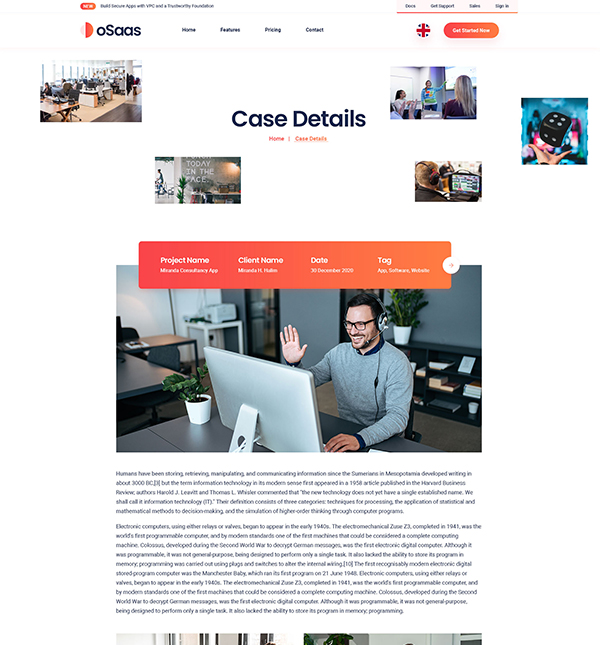 NEW Build Secure Apps with VPC and a Trustworthy Foundation
Docs Get Support Sales Sign In
oSaas Home Features Pricing Contact Get Started Now
Case Details
Home | Case Details
TODAY
IN THE
FACE.
Project Name Client Name Date Tag
Miranda Consultancy App Miranda H. Halim 30 December 2020 App, Software, Website
Humans have been storing, retrieving, manipulating, and communicating information since the Sumerians in Mesopotamia developed writing in
about 3000 BC,[3] but the term information technology in its modern sense first appeared in a 1958 article published in the Harvard Business
Review; authors Harold J. Leavitt and Thomas L. Whisler commented that "the new technology does not yet have a single established name. We
shall call it information technology (IT)." Their definition consists of three categories: techniques for processing, the application of statistical and
mathematical methods to decision-making, and the simulation of higher-order thinking through computer programs.
Electronic computers, using either relays or valves, began to appear in the early 1940s. The electromechanical Zuse Z3, completed in 1941, was the
world's first programmable computer, and by modern standards one of the first machines that could be considered a complete computing
machine. Colossus, developed during the Second World War to decrypt German messages, was the first electronic digital computer. Although it
was programmable, it was not general-purpose, being designed to perform only a single task. It also lacked the ability to store its program in
memory; programming was carried out using plugs and switches to alter the internal wiring.[10] The first recognisably modern electronic digital
stored-program computer was the Manchester Baby, which ran its first program on 21 June 1948. Electronic computers, using either relays or
valves, began to appear in the early 1940s. The electromechanical Zuse Z3, completed in 1941, was the world's first programmable computer, and
by modern standards one of the first machines that could be considered a complete computing machine. Colossus, developed during the Second
World War to decrypt German messages, was the first electronic digital computer. Although it was programmable, it was not general-purpose,
being designed to perform only a single task. It also lacked the ability to store its program in memory; programming.